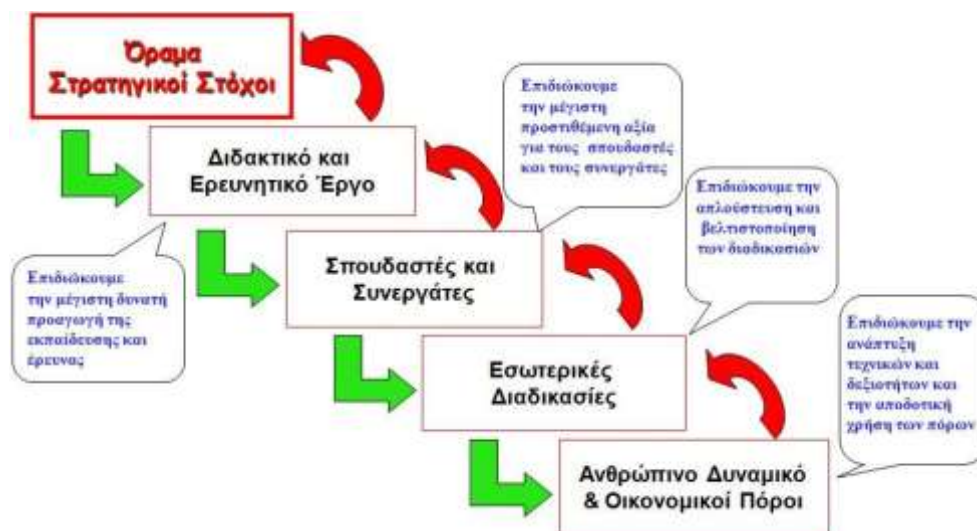 Όραμα
Στρατηγικοί Στόχοι
Διδακτικό και
Ερευνητικό Έργο
Επιδιώκουμε
την μέγιστη δυνατή
προαγωγή της
εκπαίδευσης και
έρευνας
Σπουδαστές και
Συνεργάτες
Επιδιώκουμε
την μέγιστη
προστιθέμενη αξία
για τους σπουδαστές
και τους συνεργάτες
Εσωτερικές
Διαδικασίες
Επιδιώκουμε την
απλούστευση και
βελτιστοποίηση
των διαδικασιών
Ανθρώπινο Δυναμικό
& Οικονομικοί Πόροι
Επιδιώκουμε την
ανάπτυξη
τεχνικών και
δεξιοτήτων και
την αποδοτική
χρήση των πόρων